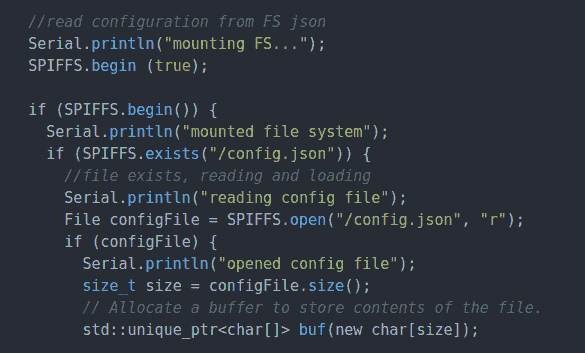 //read configuration from FS json
Serial.println("mounting FS...");
SPIFFS.begin (true);
if (SPIFFS.begin()) {
Serial.println("mounted file system");
if (SPIFFS.exists("/config.json")) {
//file exists, reading and loading
Serial.println("reading config file");
File configFile = SPIFFS.open("/config.json", "r");
if (configFile) {
Serial.println("opened config file");
size_t size = configFile.size();
// Allocate a buffer to store contents of the file.
std::unique_ptr<char[]> buf(new char[size]);